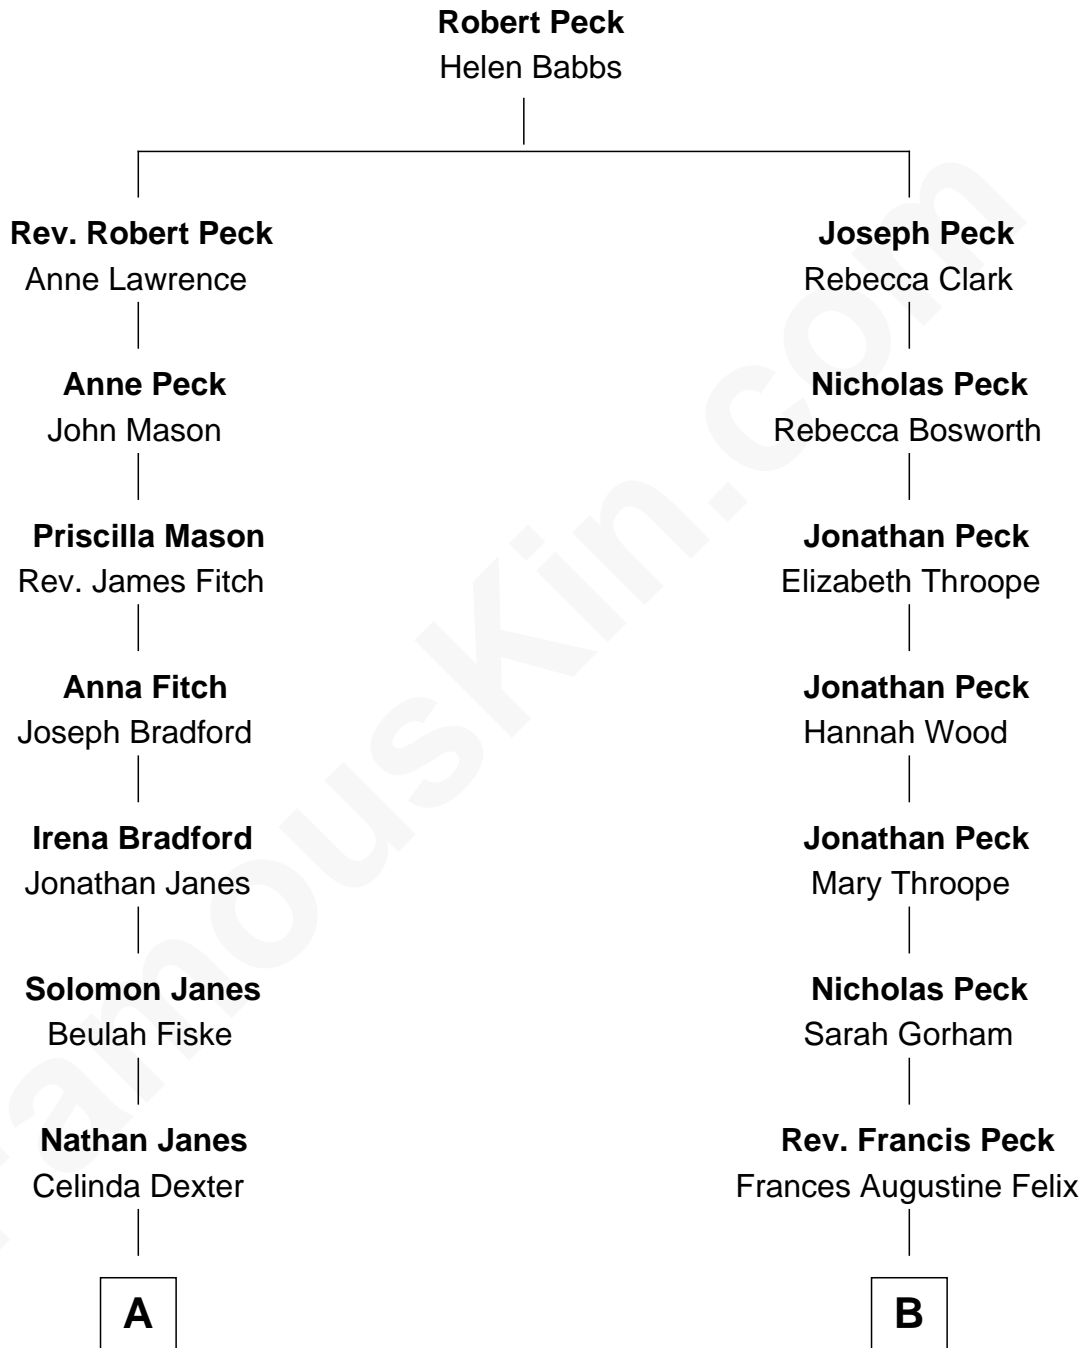 Robert Peck
Helen Babbs
Rev. Robert Peck
Anne Lawrence
Joseph Peck
Rebecca Clark
Anne Peck
John Mason
Nicholas Peck
Rebecca Bosworth
Priscilla Mason
Rev. James Fitch
Jonathan Peck
Elizabeth Throope
Anna Fitch
Joseph Bradford
Jonathan Peck
Hannah Wood
Irena Bradford
Jonathan Janes
Jonathan Peck
Mary Throope
Solomon Janes
Beulah Fiske
Nicholas Peck
Sarah Gorham
Nathan Janes
Celinda Dexter
Rev. Francis Peck
Frances Augustine Felix
A
B
FamousKin.com